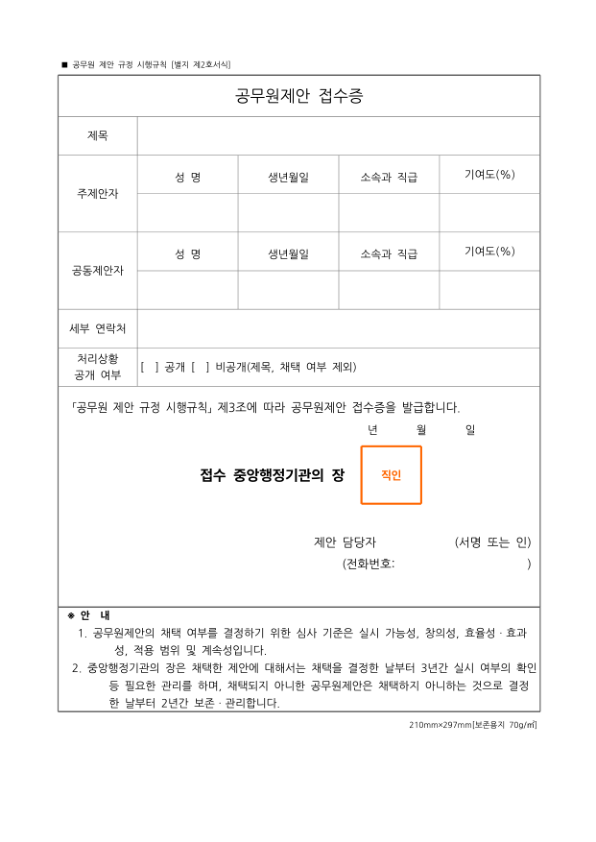 ■ 공무원 제안 규정 시행규칙 [별지 제2호서식]
공무원제안 접수증
제목
주제안자
성 명
생년월일
소속과 직급
기여도(%)
공동제안자
성 명
생년월일
소속과 직급
기여도(%)
세부 연락처
처리상황
공개 여부
[ ] 공개 [ ] 비공개(제목, 채택 여부 제외)
「공무원 제안 규정 시행규칙」 제3조에 따라 공무원제안 접수증을 발급합니다.
년 월 일
접수 중앙행정기관의 장
직인
제안 담당자 (서명 또는 인)
(전화번호: )
※ 안 내
1. 공무원제안의 채택 여부를 결정하기 위한 심사 기준은 실시 가능성, 창의성, 효율성ㆍ효과
성, 적용 범위 및 계속성입니다.
2. 중앙행정기관의 장은 채택한 제안에 대해서는 채택을 결정한 날부터 3년간 실시 여부의 확인
등 필요한 관리를 하며, 채택되지 아니한 공무원제안은 채택하지 아니하는 것으로 결정
한 날부터 2년간 보존ㆍ관리합니다.
210mm×297mm[보존용지 70g/㎡]